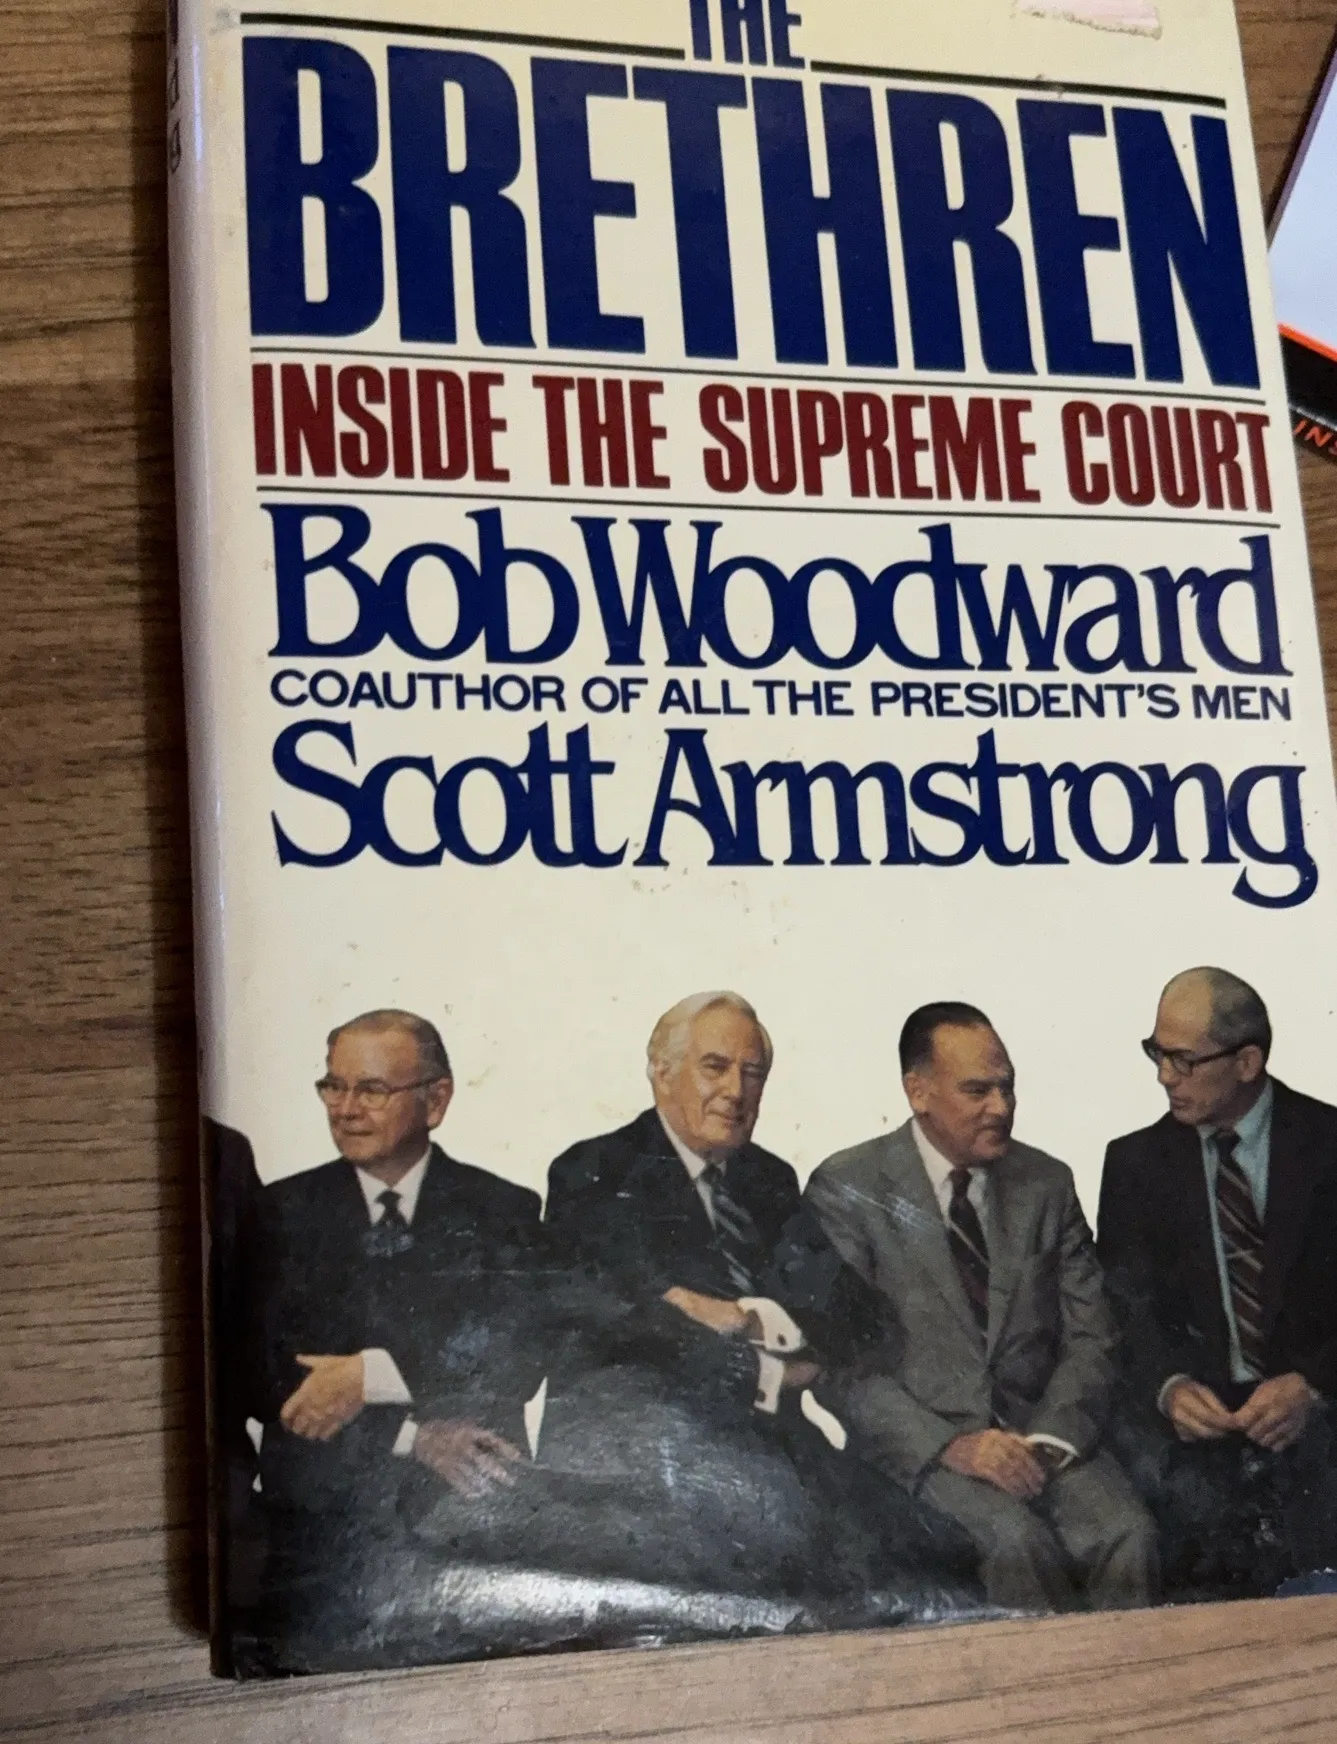 THE
BRETHREN
INSIDE THE SUPREME COURT
Bob Woodward
COAUTHOR OF ALL THE PRESIDENT'S MEN
Scott Armstrong